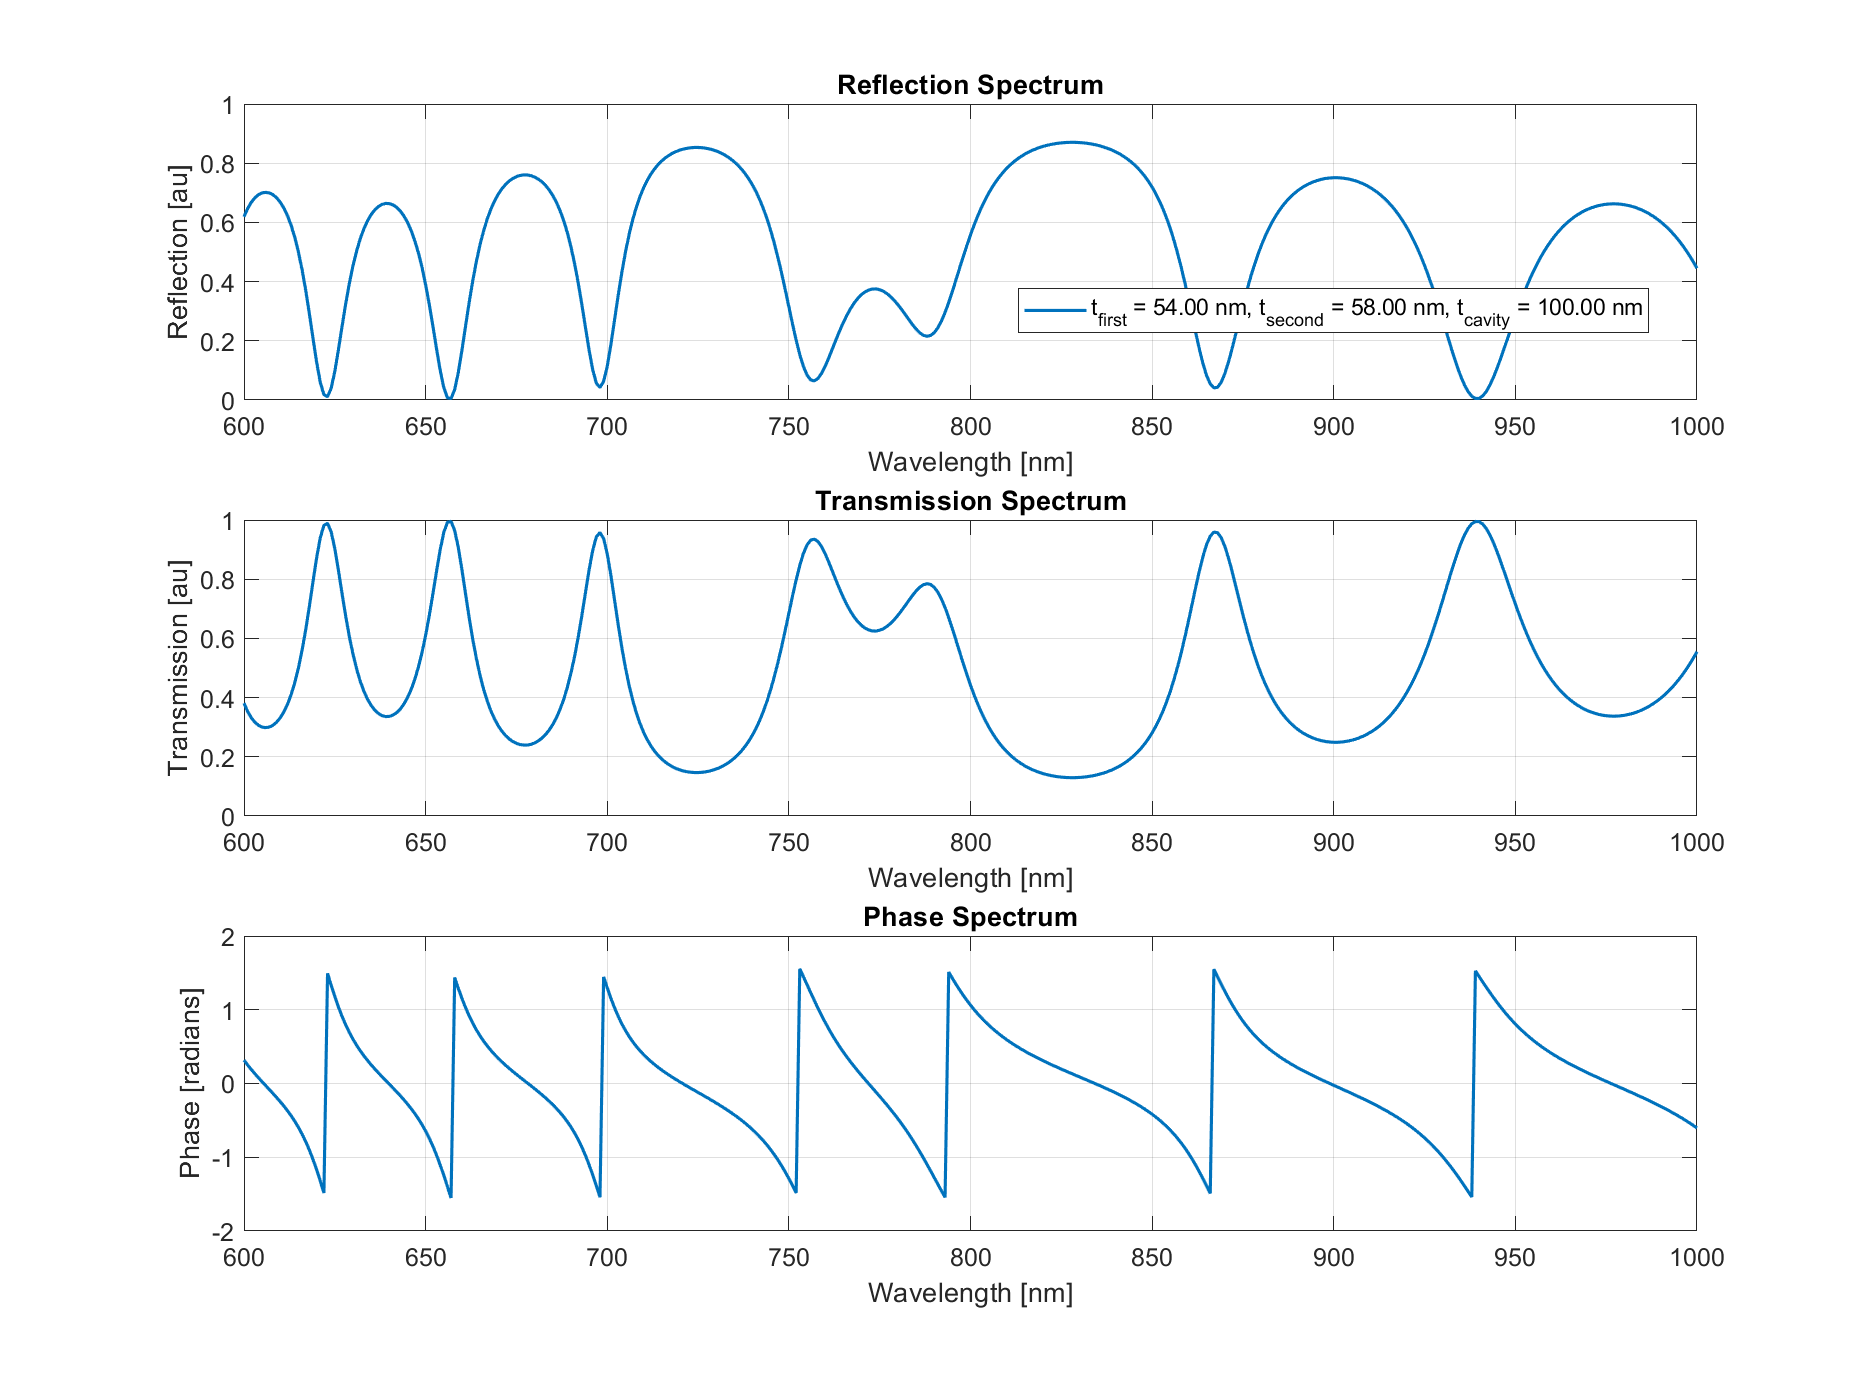 Reflection Spectrum
Reflection [au]
1
0.8
0.6
0.4
0.2
0
t_first = 54.00 nm, t_second = 58.00 nm, t_cavity = 100.00 nm
600 650 700 750 800 850 900 950 1000
Wavelength [nm]
Transmission Spectrum
Transmission [au]
1
0.8
0.6
0.4
0.2
0
600 650 700 750 800 850 900 950 1000
Wavelength [nm]
Phase Spectrum
Phase [radians]
2
1
0
-1
-2
600 650 700 750 800 850 900 950 1000
Wavelength [nm]